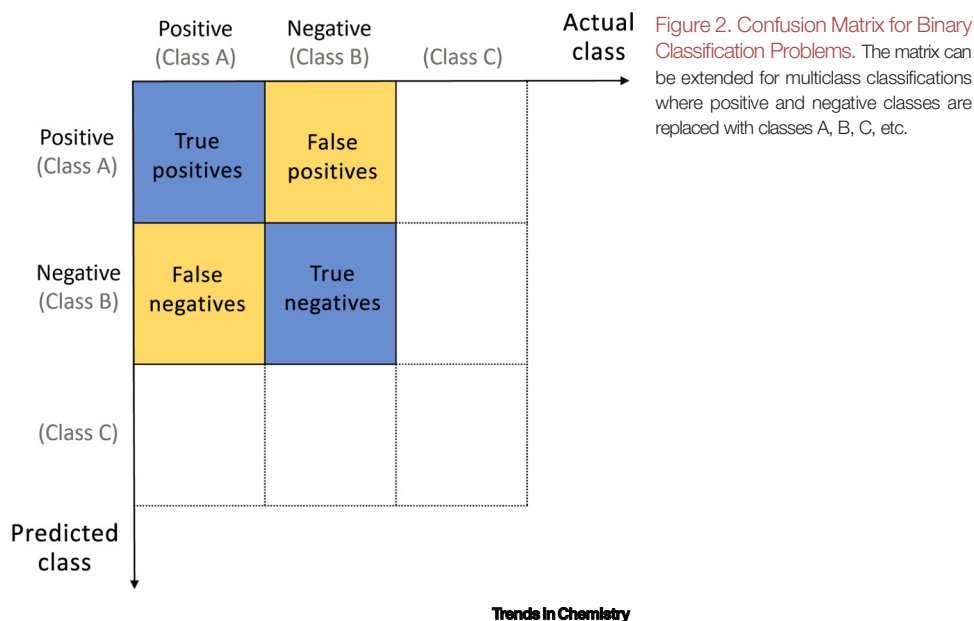 Positive
(Class A)
Negative
(Class B)
(Class C)
Actual
class
Positive
(Class A)
True
positives
False
positives
Negative
(Class B)
False
negatives
True
negatives
(Class C)
Predicted
class
Trends in Chemistry
Figure 2. Confusion Matrix for Binary
Classification Problems. The matrix can
be extended for multiclass classifications
where positive and negative classes are
replaced with classes A, B, C, etc.